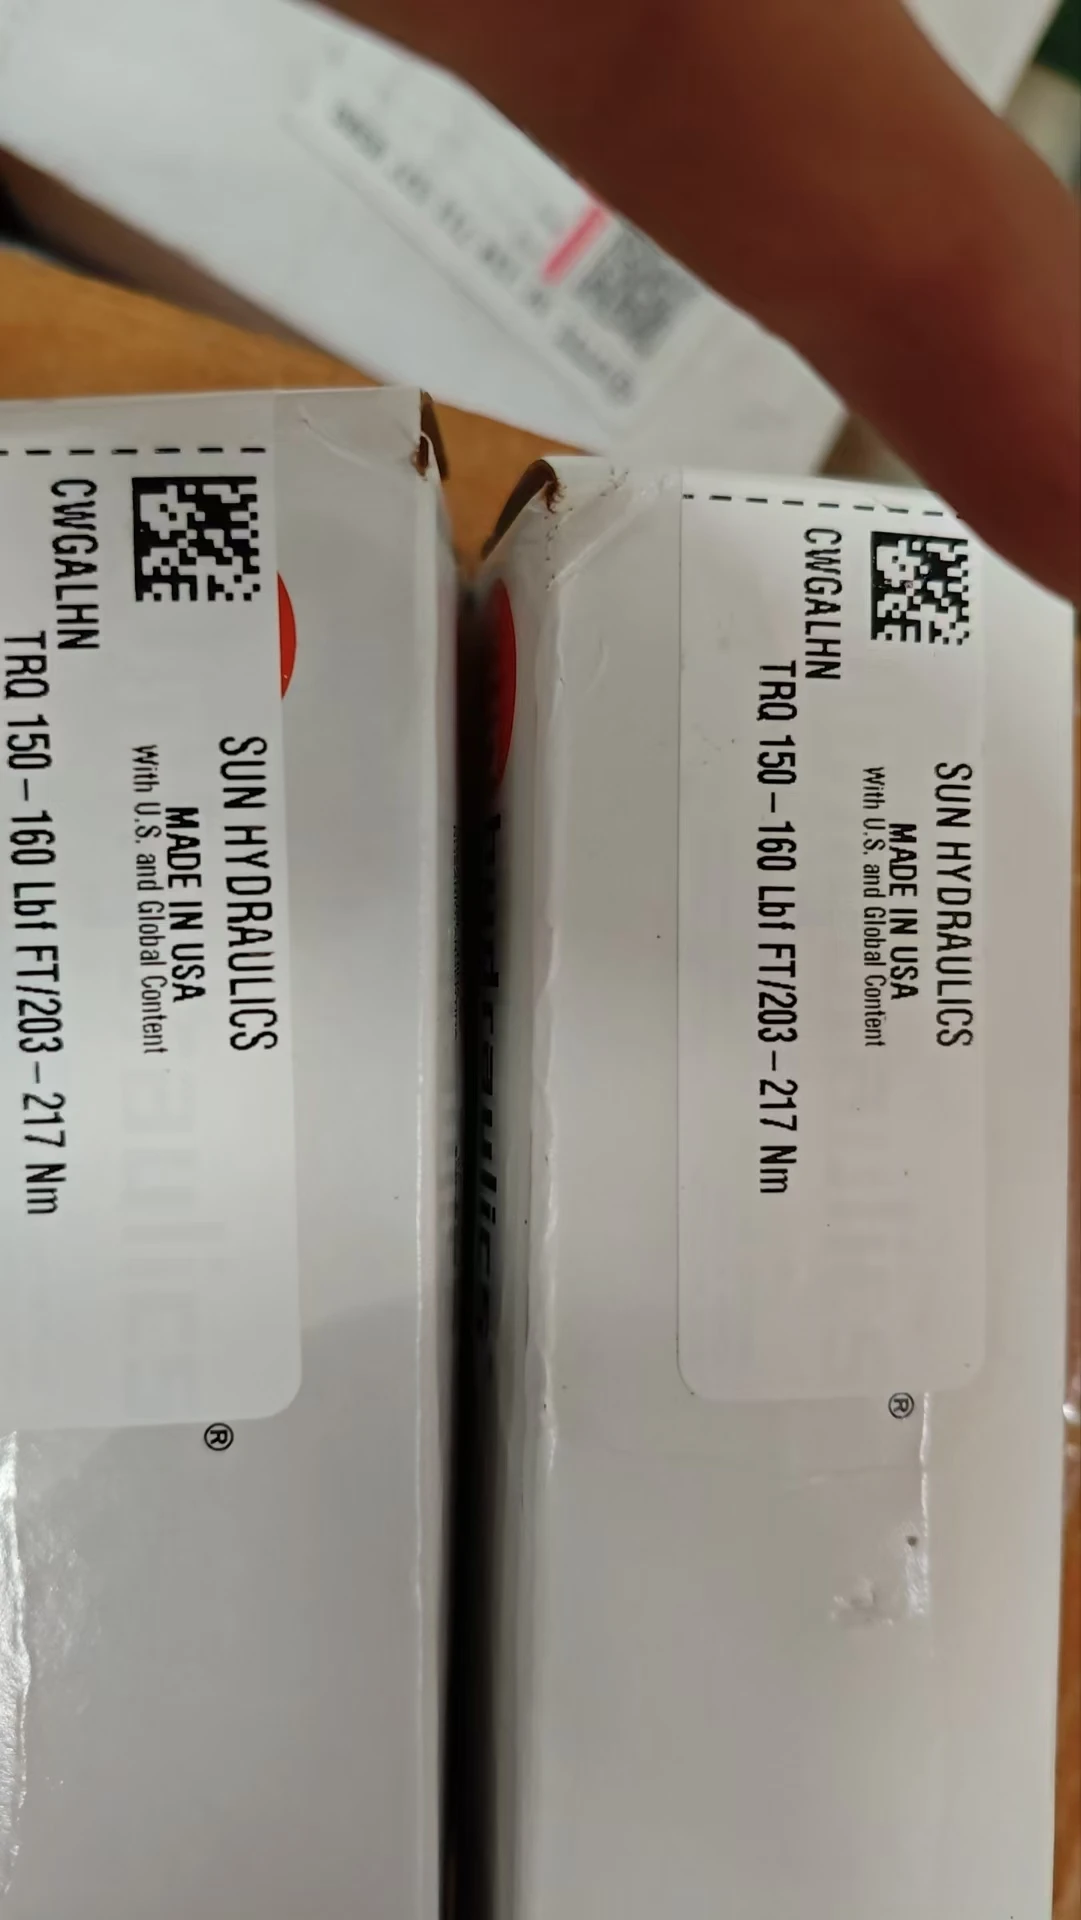 CWGALHN
TRQ 150–160 Lbf FT/203–217 Nm
SUN HYDRAULICS
MADE IN USA
With U.S. and Global Content
®
CWGALHN
TRQ 150–160 Lbf FT/203–217 Nm
SUN HYDRAULICS
MADE IN USA
With U.S. and Global Content
®
hydraulics